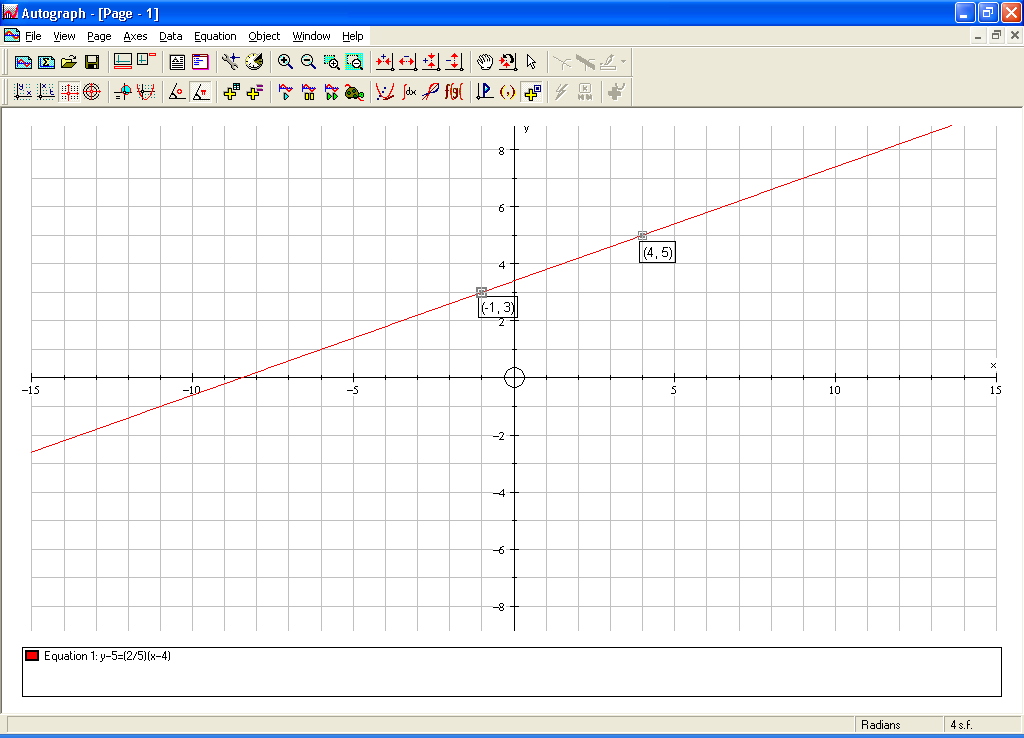 Autograph - [Page - 1]
File View Page Axes Data Equation Object Window Help
y
8
6
(4, 5)
4
(-1, 3)
2
x
-15 -10 -5 5 10 15
-2
-4
-6
-8
Equation 1: y-5=(2/5)(x-4)
Radians 4 s.f.